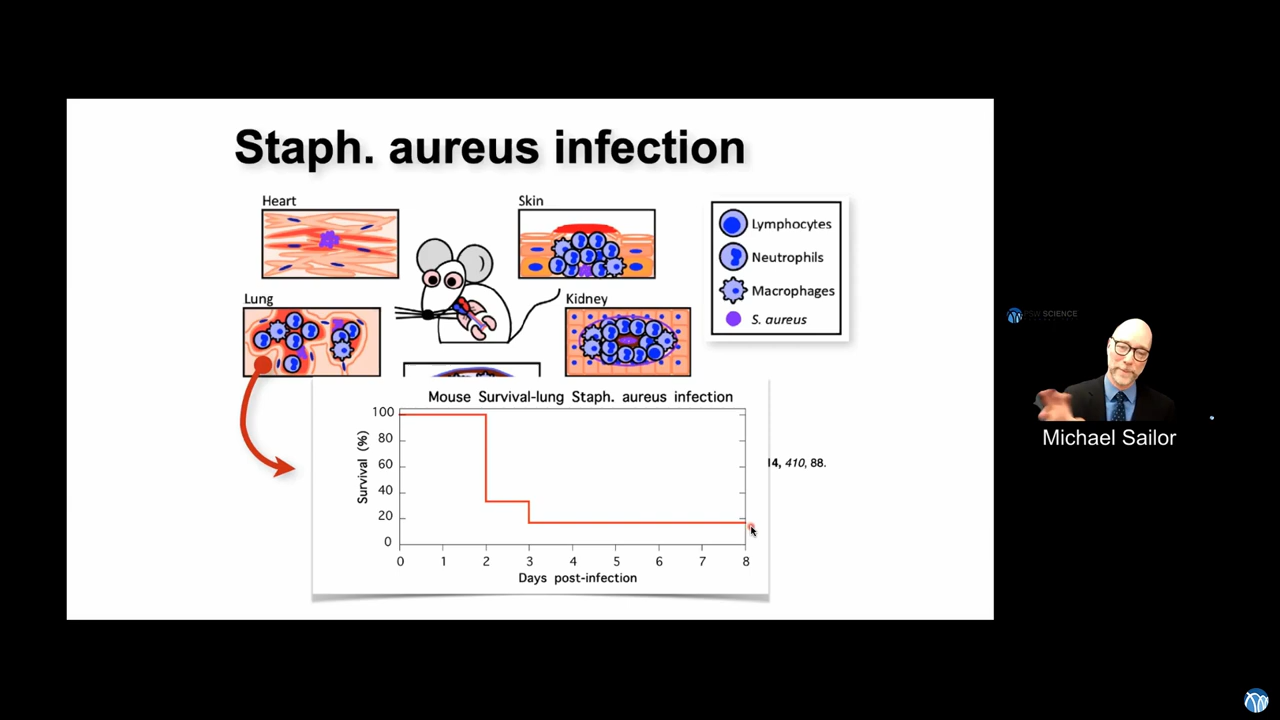 Staph. aureus infection
Heart
Skin
Lymphocytes
Neutrophils
Macrophages
S. aureus
Lung
Kidney
Mouse Survival-lung Staph. aureus infection
100
80
60
40
20
0
Survival (%)
0 1 2 3 4 5 6 7 8
Days post-infection
14, 410, 88.
PSW SCIENCE
Michael Sailor